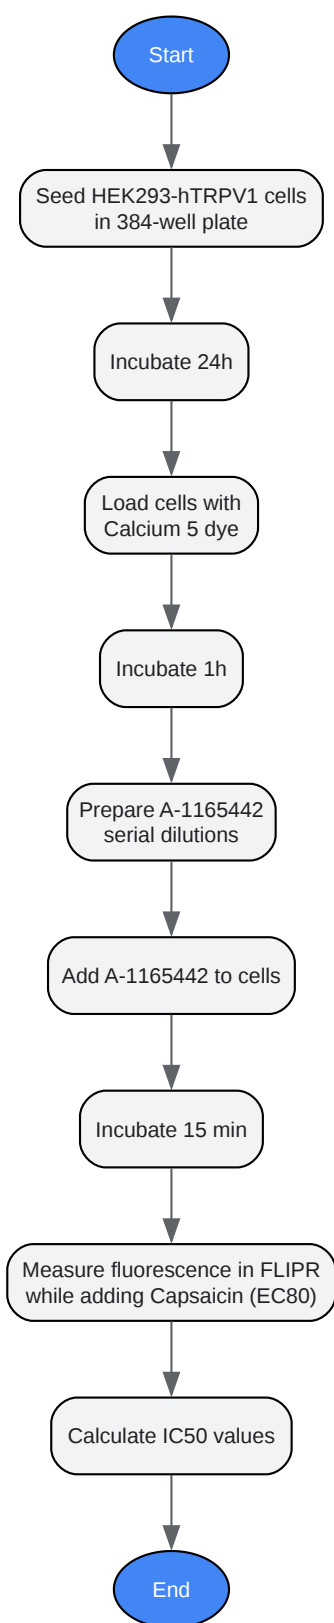 Start
Seed HEK293-hTRPV1 cells
in 384-well plate
Incubate 24h
Load cells with
Calcium 5 dye
Incubate 1h
Prepare A-1165442
serial dilutions
Add A-1165442 to cells
Incubate 15 min
Measure fluorescence in FLIPR
while adding Capsaicin (EC80)
Calculate IC50 values
End